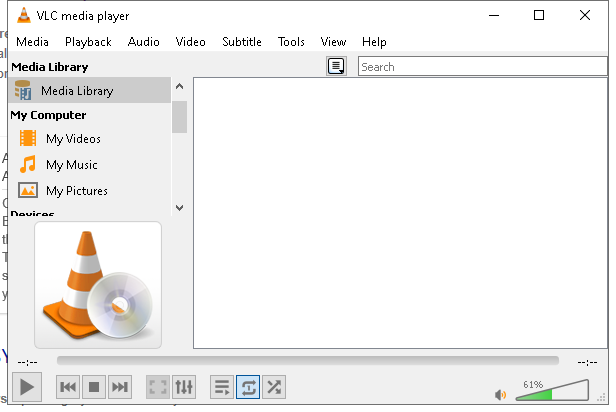 VLC media player
Media Playback Audio Video Subtitle Tools View Help
Media Library
Search
Media Library
My Computer
My Videos
My Music
My Pictures
Devices
--:-- --:--
61%